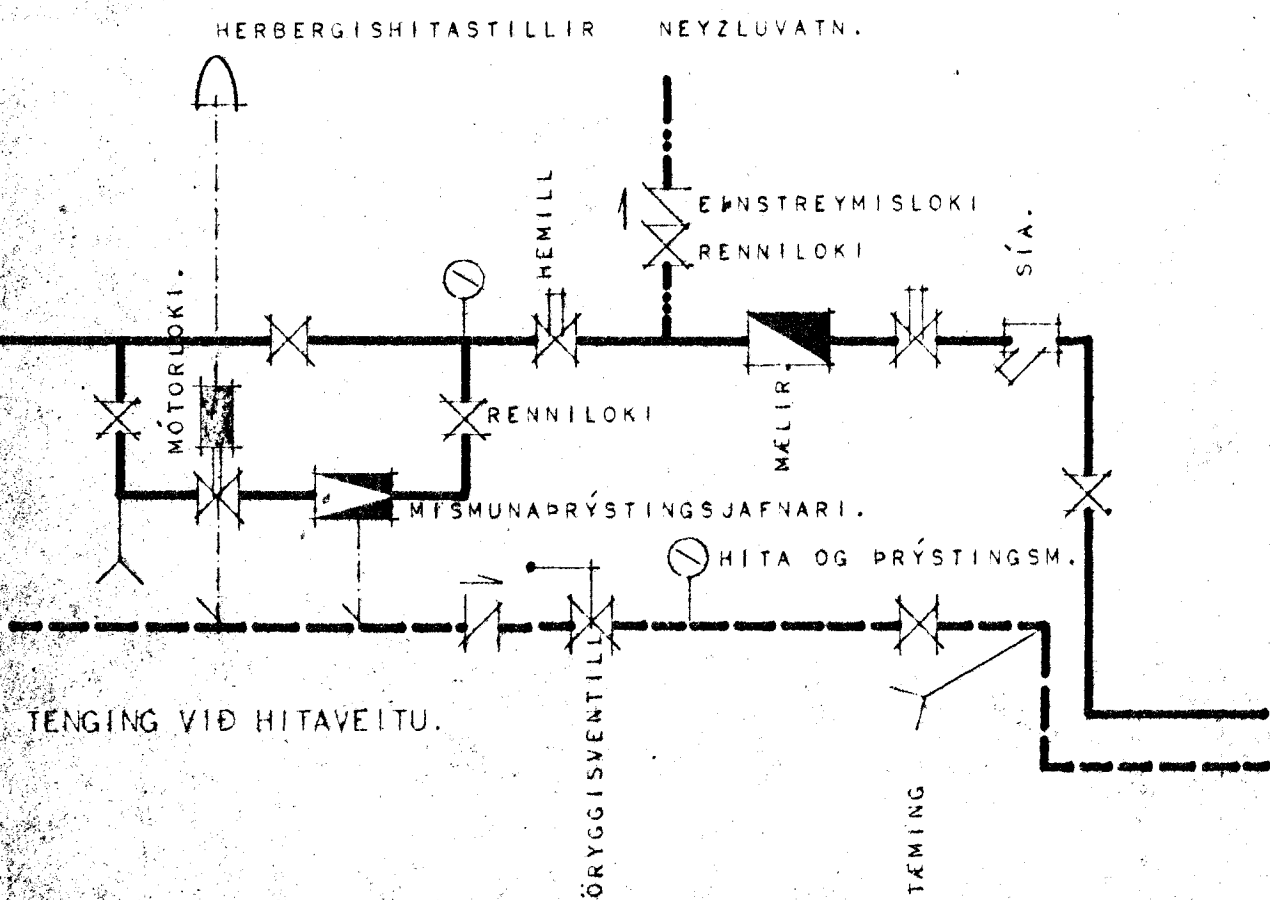 HERBERGISHITASTILLIR
NEYZLUVATN.
HEMILL
EINSTREYMISLOKI
RENNILOKI
SÍA.
MÓTORLOKI.
RENNILOKI
MÆLIR.
MISMUNAÞRÝSTINGSJAFNARI.
HITA OG ÞRÝSTINGSM.
ÖRYGGISVENTILL
TENGING VIÐ HITAVEITU.
TÆMING